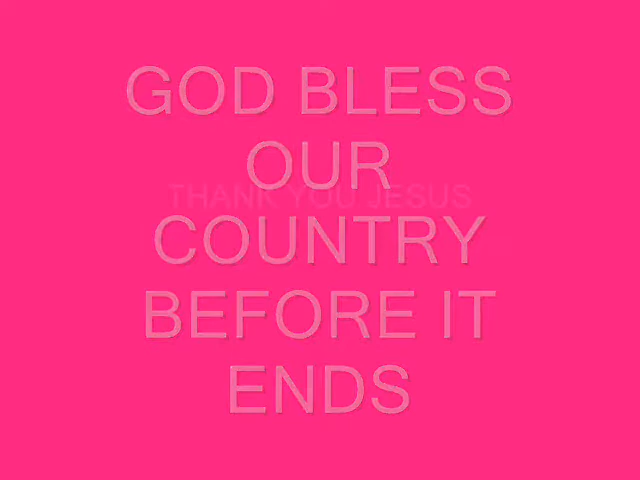 GOD BLESS
OUR
THANK YOU JESUS
COUNTRY
BEFORE IT
ENDS